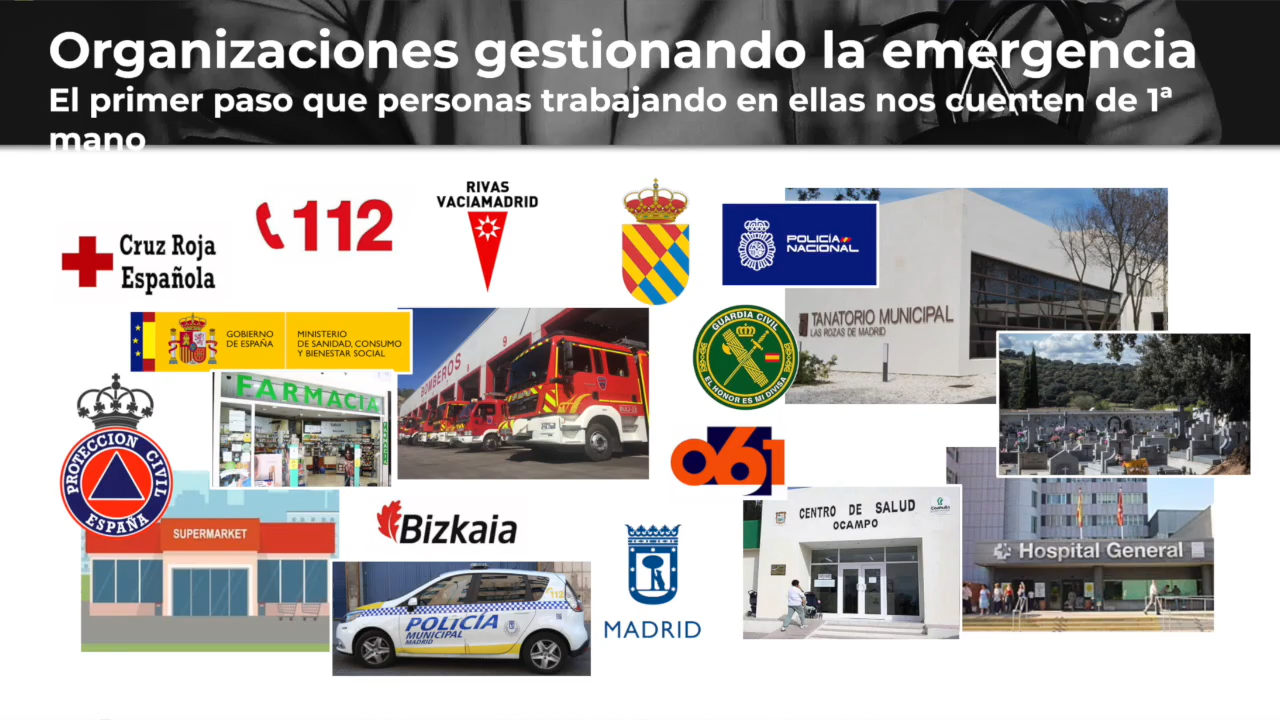 Organizaciones gestionando la emergencia
El primer paso que personas trabajando en ellas nos cuenten de 1ª
mano
Cruz Roja
Española
112
RIVAS
VACIAMADRID
POLICÍA
NACIONAL
TANATORIO MUNICIPAL
LAS ROZAS DE MADRID
GOBIERNO
DE ESPAÑA
MINISTERIO
DE SANIDAD, CONSUMO
Y BIENESTAR SOCIAL
BOMBEROS
9
GUARDIA CIVIL
EL HONOR ES MI DIVISA
FARMACIA
PROTECCION CIVIL
ESPAÑA
061
SUPERMARKET
Bizkaia
CENTRO DE SALUD
OCAMPO
Hospital General
112
POLICÍA
MUNICIPAL
MADRID
MADRID